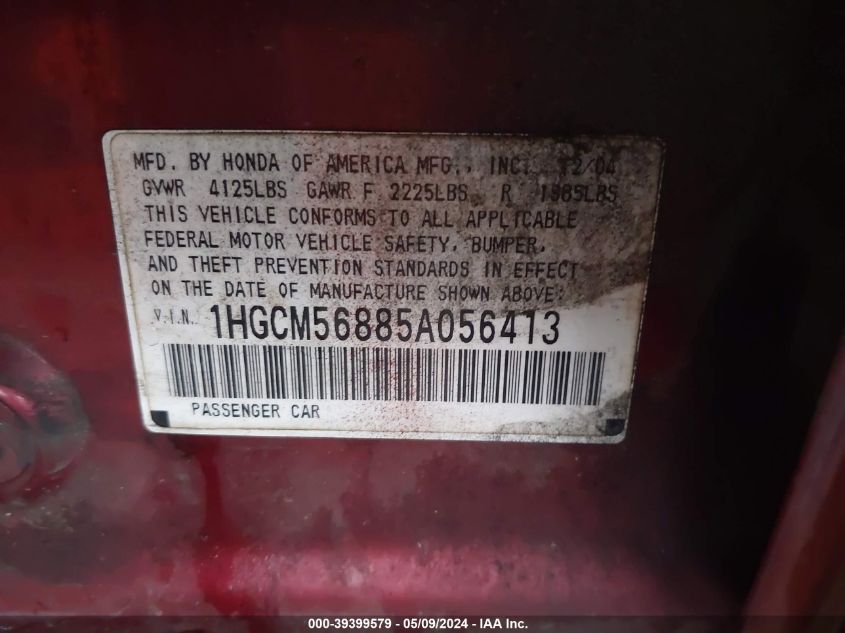 MFD. BY HONDA OF AMERICA MFG., INC. 12/04
GVWR 4125LBS GAWR F 2225LBS R 1985LBS
THIS VEHICLE CONFORMS TO ALL APPLICABLE
FEDERAL MOTOR VEHICLE SAFETY, BUMPER,
AND THEFT PREVENTION STANDARDS IN EFFECT
ON THE DATE OF MANUFACTURE SHOWN ABOVE.
V.I.N. 1HGCM56885A056413
PASSENGER CAR
000-39399579 - 05/09/2024 - IAA Inc.